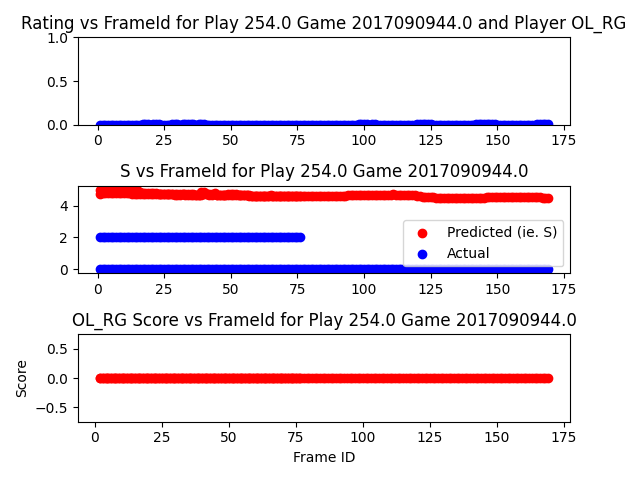 Rating vs FrameId for Play 254.0 Game 2017090944.0 and Player OL_RG
1.0
0.5
0.0
0 25 50 75 100 125 150 175
S vs FrameId for Play 254.0 Game 2017090944.0
4
2
0
Predicted (ie. S)
Actual
0 25 50 75 100 125 150 175
OL_RG Score vs FrameId for Play 254.0 Game 2017090944.0
Score
0.5
0.0
−0.5
0 25 50 75 100 125 150 175
Frame ID